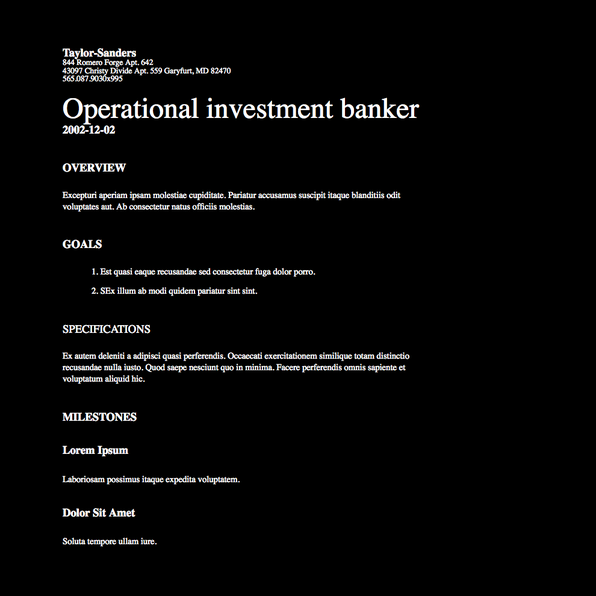 Taylor-Sanders
844 Romero Forge Apt. 642
43097 Christy Divide Apt. 559 Garyfurt, MD 82470
565.087.9030x995
Operational investment banker
2002-12-02
OVERVIEW
Excepturi aperiam ipsam molestiae cupiditate. Pariatur accusamus suscipit itaque blanditiis odit
voluptates aut. Ab consectetur natus officiis molestias.
GOALS
1. Est quasi eaque recusandae sed consectetur fuga dolor porro.
2. SEx illum ab modi quidem pariatur sint sint.
SPECIFICATIONS
Ex autem deleniti a adipisci quasi perferendis. Occaecati exercitationem similique totam distinctio
recusandae nulla iusto. Quod saepe nesciunt quo in minima. Facere perferendis omnis sapiente et
voluptatum aliquid hic.
MILESTONES
Lorem Ipsum
Laboriosam possimus itaque expedita voluptatem.
Dolor Sit Amet
Soluta tempore ullam iure.